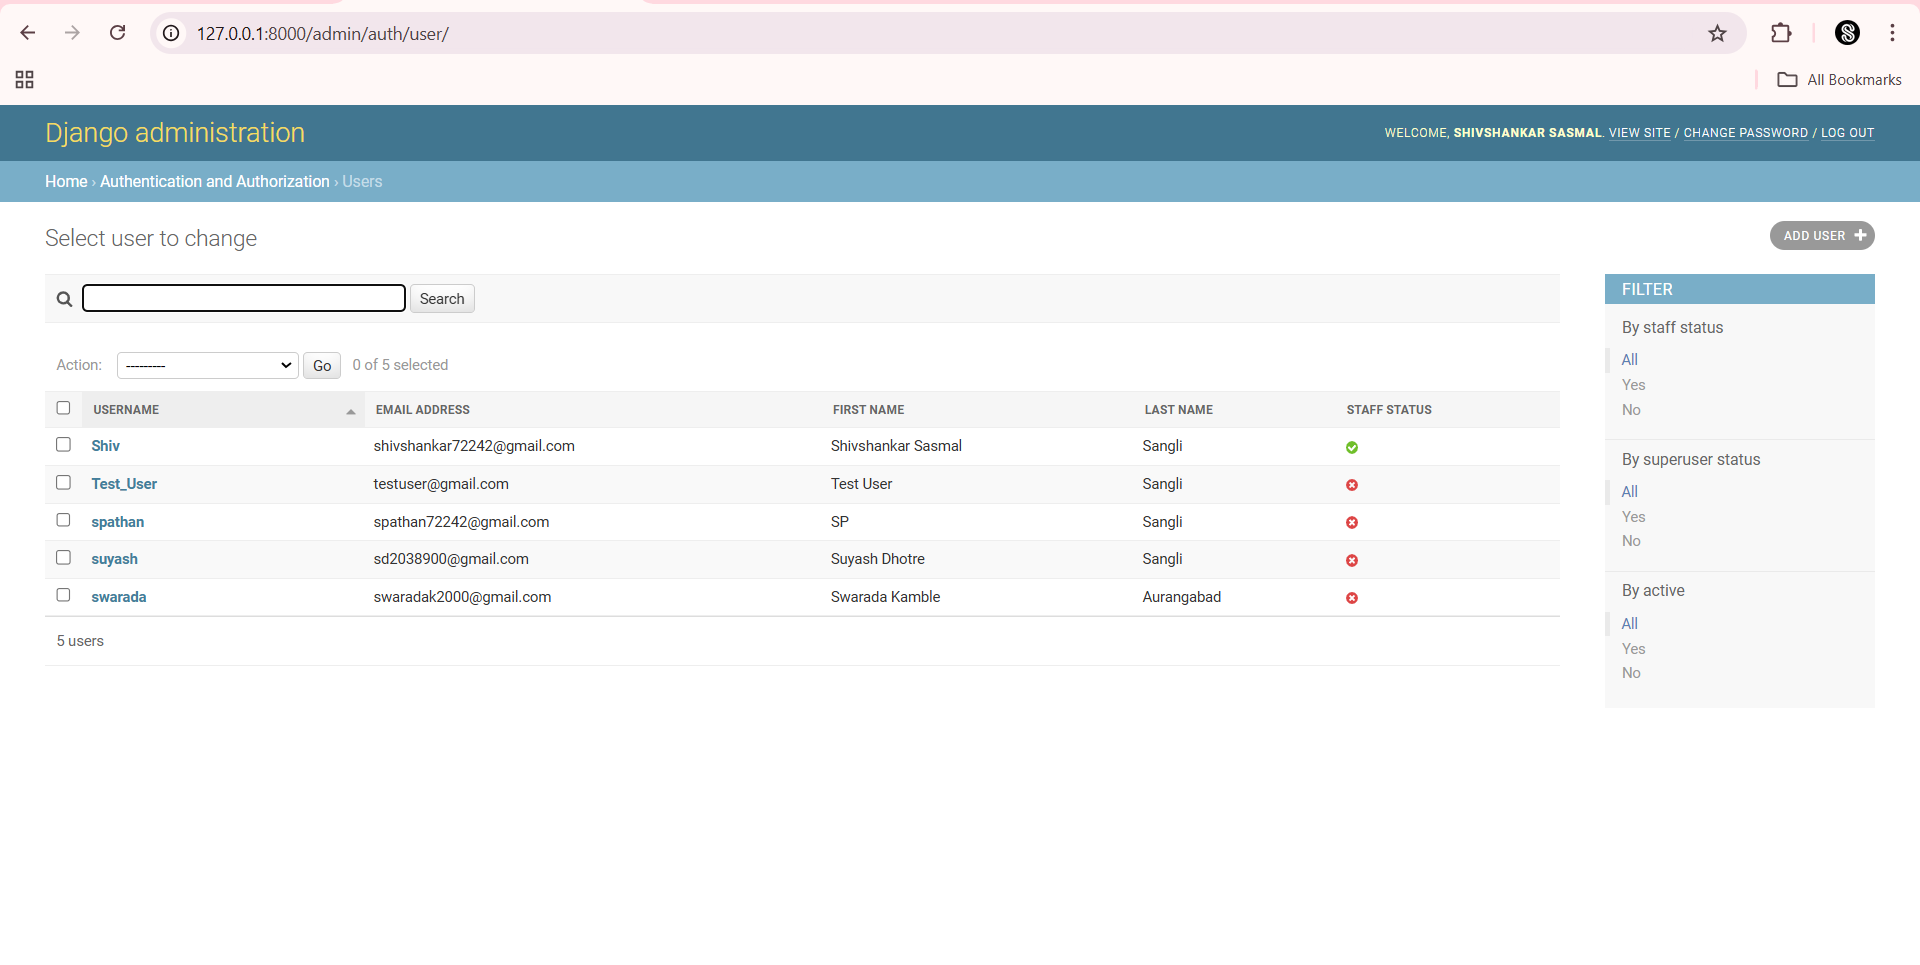 127.0.0.1:8000/admin/auth/user/
All Bookmarks
Django administration
WELCOME, SHIVSHANKAR SASMAL. VIEW SITE / CHANGE PASSWORD / LOG OUT
Home › Authentication and Authorization › Users
Select user to change
ADD USER +
Search
Action: --------- Go 0 of 5 selected
USERNAME EMAIL ADDRESS FIRST NAME LAST NAME STAFF STATUS
Shiv shivshankar72242@gmail.com Shivshankar Sasmal Sangli
Test_User testuser@gmail.com Test User Sangli
spathan spathan72242@gmail.com SP Sangli
suyash sd2038900@gmail.com Suyash Dhotre Sangli
swarada swaradak2000@gmail.com Swarada Kamble Aurangabad
5 users
FILTER
By staff status
All
Yes
No
By superuser status
All
Yes
No
By active
All
Yes
No